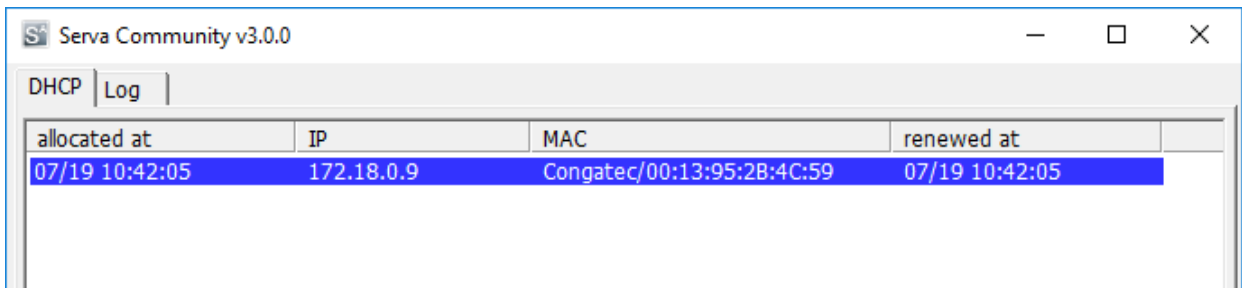 Serva Community v3.0.0
DHCP Log
allocated at IP MAC renewed at
07/19 10:42:05 172.18.0.9 Congatec/00:13:95:2B:4C:59 07/19 10:42:05